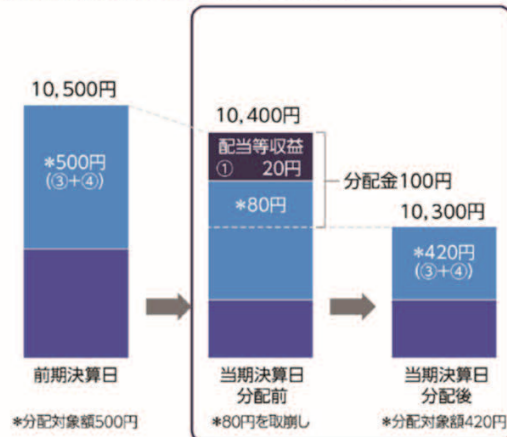 10,500円
*500円
(③+④)
前期決算日
*分配対象額500円
10,400円
配当等収益
① 20円
*80円
分配金100円
当期決算日
分配前
*80円を取崩し
10,300円
*420円
(③+④)
当期決算日
分配後
*分配対象額420円